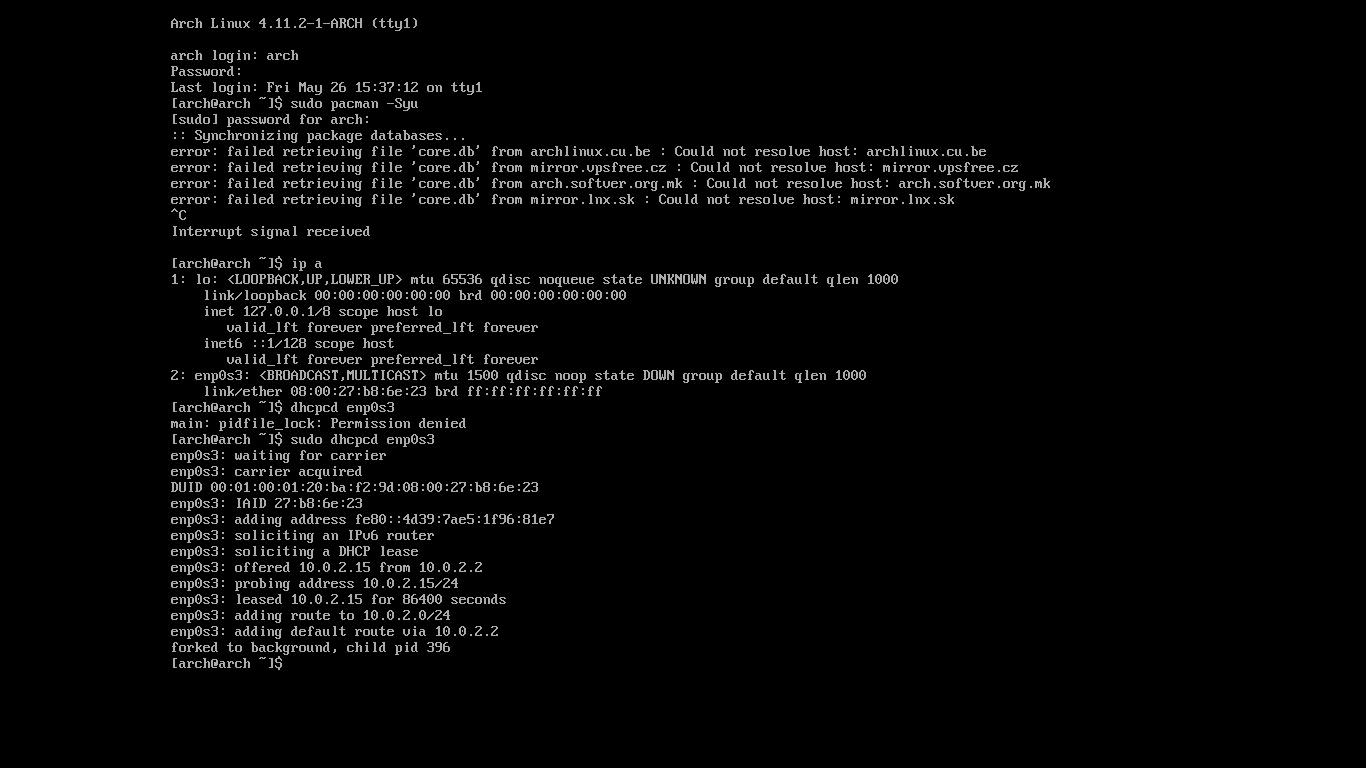 Arch Linux 4.11.2-1-ARCH (tty1)
arch login: arch
Password:
Last login: Fri May 26 15:37:12 on tty1
[arch@arch ~]$ sudo pacman -Syu
[sudo] password for arch:
:: Synchronizing package databases...
error: failed retrieving file 'core.db' from archlinux.cu.be : Could not resolve host: archlinux.cu.be
error: failed retrieving file 'core.db' from mirror.vpsfree.cz : Could not resolve host: mirror.vpsfree.cz
error: failed retrieving file 'core.db' from arch.softver.org.mk : Could not resolve host: arch.softver.org.mk
error: failed retrieving file 'core.db' from mirror.lnx.sk : Could not resolve host: mirror.lnx.sk
^C
Interrupt signal received
[arch@arch ~]$ ip a
1: lo: <LOOPBACK,UP,LOWER_UP> mtu 65536 qdisc noqueue state UNKNOWN group default qlen 1000
    link/loopback 00:00:00:00:00:00 brd 00:00:00:00:00:00
    inet 127.0.0.1/8 scope host lo
       valid_lft forever preferred_lft forever
    inet6 ::1/128 scope host
       valid_lft forever preferred_lft forever
2: enp0s3: <BROADCAST,MULTICAST> mtu 1500 qdisc noop state DOWN group default qlen 1000
    link/ether 08:00:27:b8:6e:23 brd ff:ff:ff:ff:ff:ff
[arch@arch ~]$ dhcpcd enp0s3
main: pidfile_lock: Permission denied
[arch@arch ~]$ sudo dhcpcd enp0s3
enp0s3: waiting for carrier
enp0s3: carrier acquired
DUID 00:01:00:01:20:ba:f2:9d:08:00:27:b8:6e:23
enp0s3: IAID 27:b8:6e:23
enp0s3: adding address fe80::4d39:7ae5:1f96:81e7
enp0s3: soliciting an IPv6 router
enp0s3: soliciting a DHCP lease
enp0s3: offered 10.0.2.15 from 10.0.2.2
enp0s3: probing address 10.0.2.15/24
enp0s3: leased 10.0.2.15 for 86400 seconds
enp0s3: adding route to 10.0.2.0/24
enp0s3: adding default route via 10.0.2.2
forked to background, child pid 396
[arch@arch ~]$